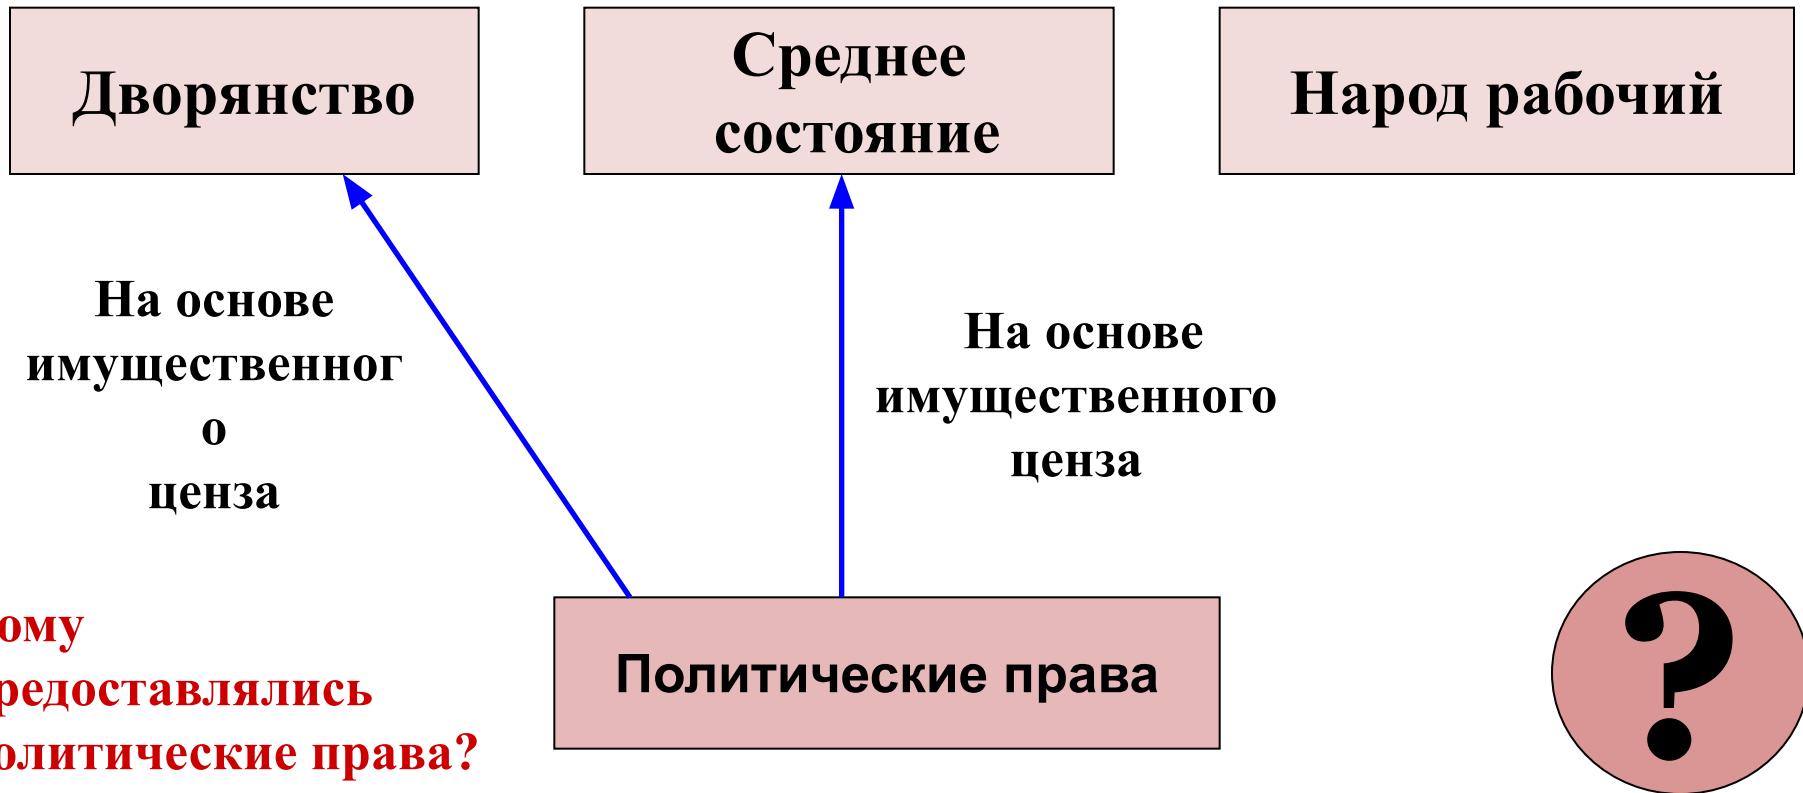 Дворянство
Среднее
состояние
Народ рабочий
На основе
имущественног
о
ценза
На основе
имущественного
ценза
ому
редоставлялись
олитические права?
Политические права
?